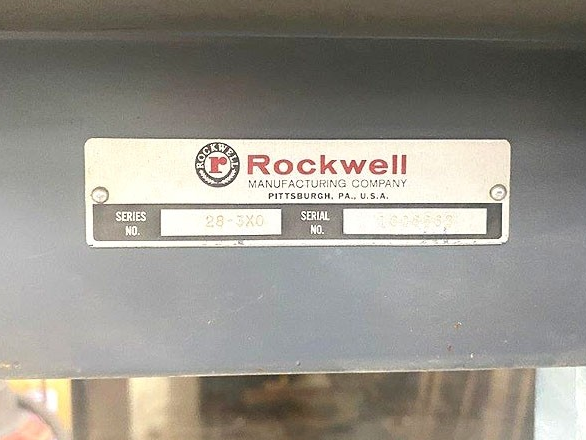 ROCKWELL
r
Rockwell
MANUFACTURING COMPANY
PITTSBURGH, PA., U.S.A.
SERIES NO. 28-3X0 SERIAL NO.